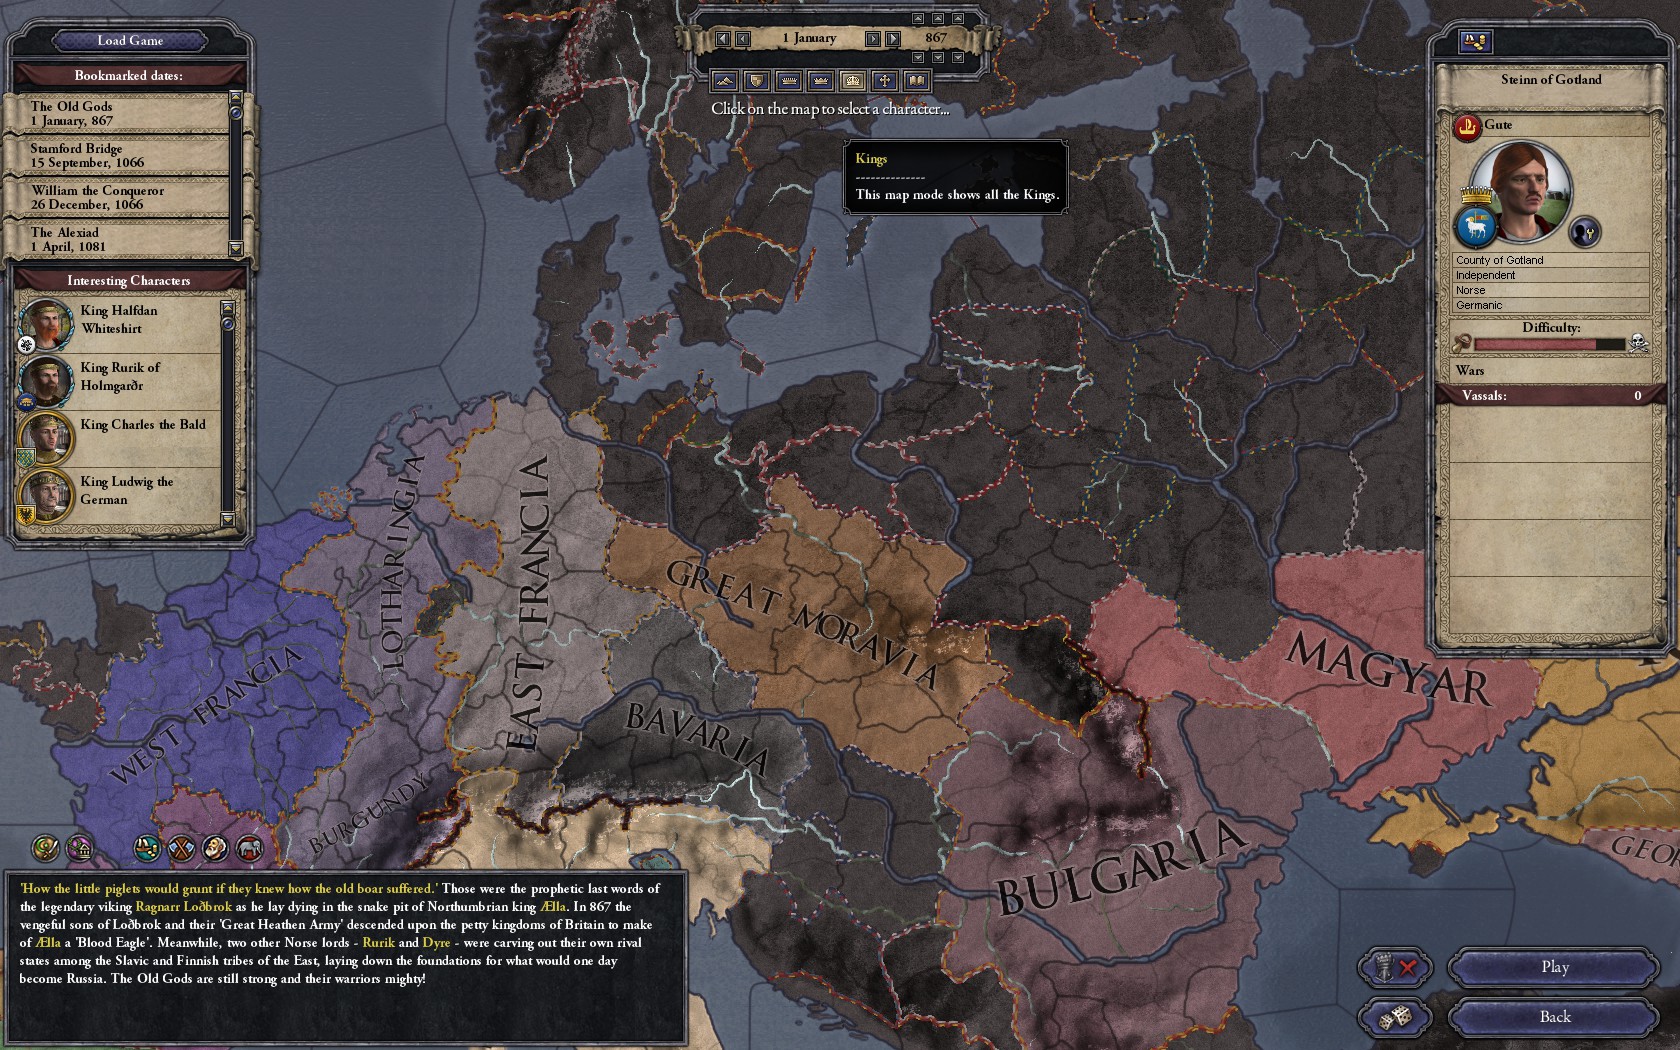 Load Game
Bookmarked dates:
The Old Gods
1 January, 867
Stamford Bridge
15 September, 1066
William the Conqueror
26 December, 1066
The Alexiad
1 April, 1081
Interesting Characters
King Halfdan
Whiteshirt
King Rurik of
Holmgarðr
King Charles the Bald
King Ludwig the
German
1 January
867
Click on the map to select a character...
Kings
--------------
This map mode shows all the Kings.
Steinn of Gotland
Gute
County of Gotland
Independent
Norse
Germanic
Difficulty:
Wars
Vassals: 0
LOTHARINGIA
EAST FRANCIA
WEST FRANCIA
GREAT MORAVIA
BAVARIA
BURGUNDY
MAGYAR
BULGARIA
GEOR
'How the little piglets would grunt if they knew how the old boar suffered.' Those were the prophetic last words of
the legendary viking Ragnarr Loðbrok as he lay dying in the snake pit of Northumbrian king Ælla. In 867 the
vengeful sons of Loðbrok and their 'Great Heathen Army' descended upon the petty kingdoms of Britain to make
of Ælla a 'Blood Eagle'. Meanwhile, two other Norse lords - Rurik and Dyre - were carving out their own rival
states among the Slavic and Finnish tribes of the East, laying down the foundations for what would one day
become Russia. The Old Gods are still strong and their warriors mighty!
Play
Back